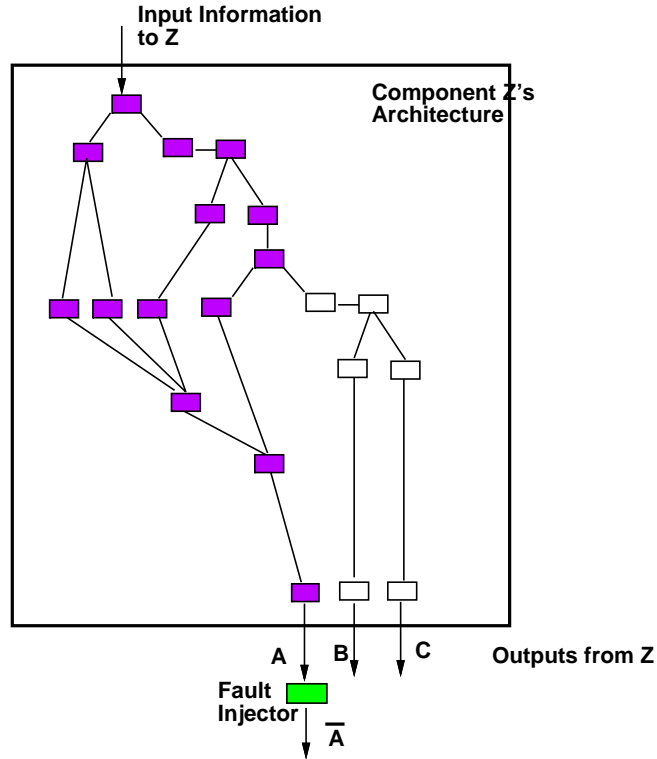 Input Information
to Z
Component Z's
Architecture
A
B
C
Outputs from Z
Fault
Injector
A̅